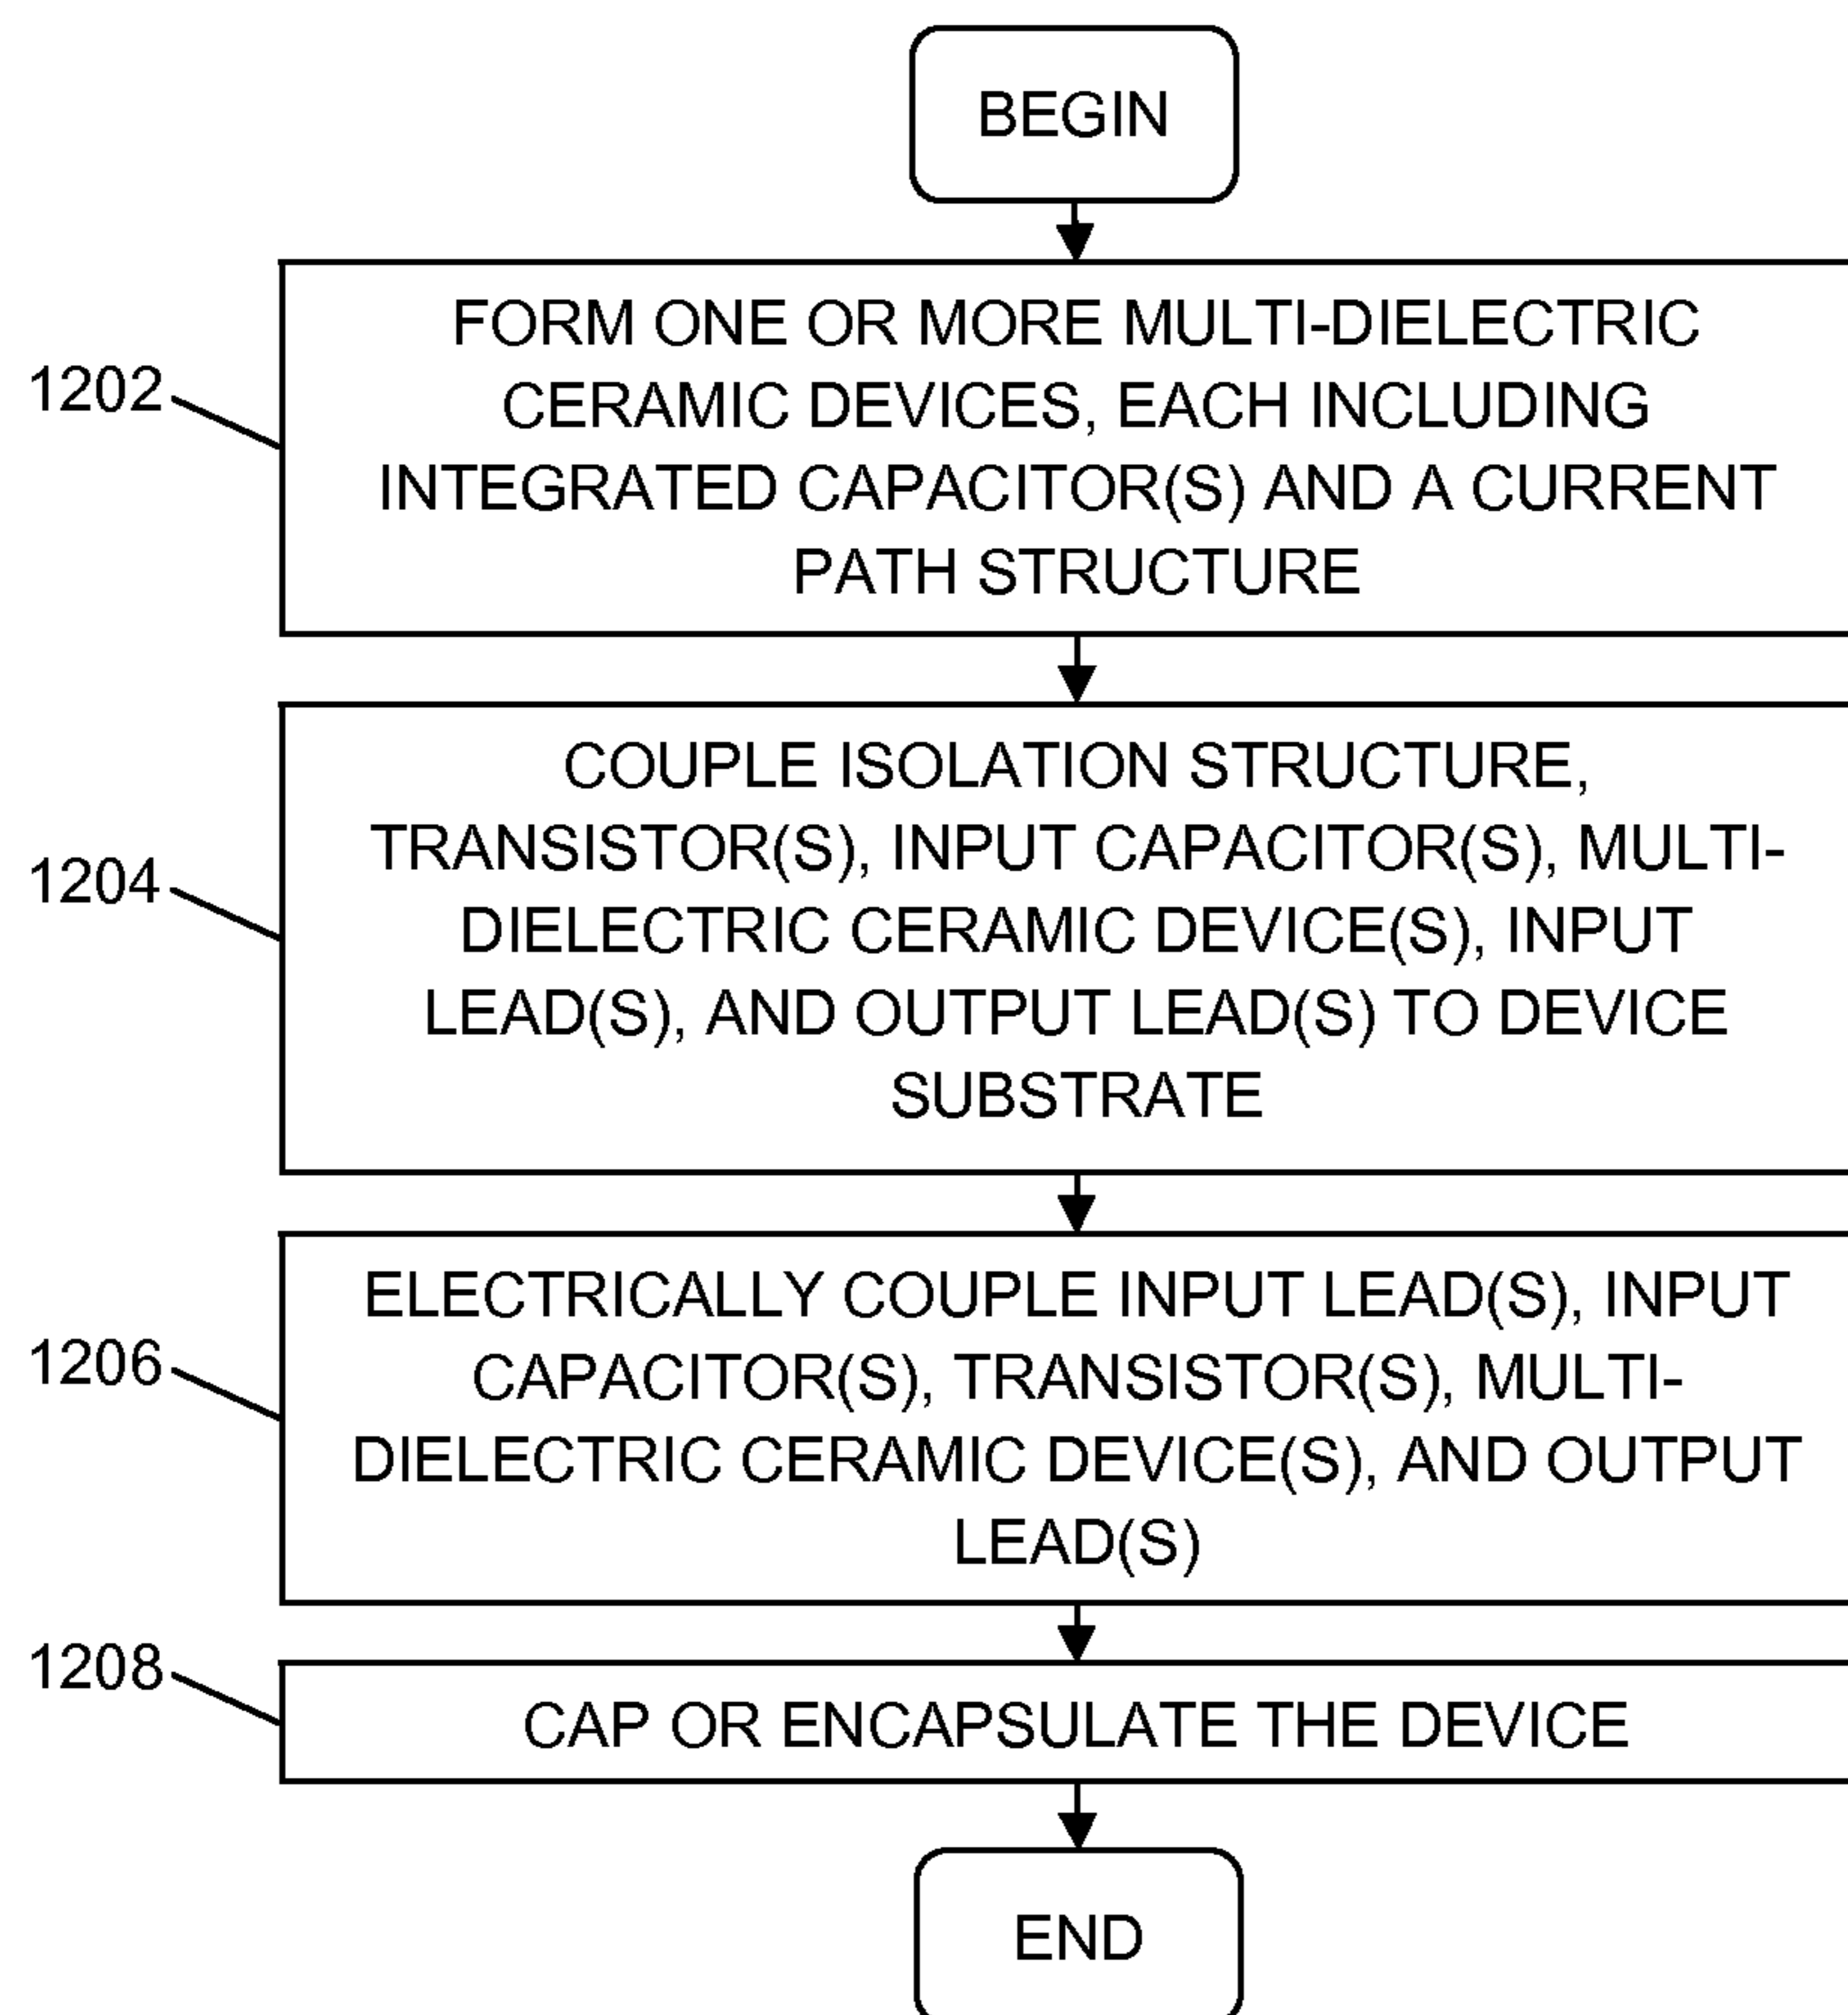 BEGIN
1202
FORM ONE OR MORE MULTI-DIELECTRIC
CERAMIC DEVICES, EACH INCLUDING
INTEGRATED CAPACITOR(S) AND A CURRENT
PATH STRUCTURE
1204
COUPLE ISOLATION STRUCTURE,
TRANSISTOR(S), INPUT CAPACITOR(S), MULTI-
DIELECTRIC CERAMIC DEVICE(S), INPUT
LEAD(S), AND OUTPUT LEAD(S) TO DEVICE
SUBSTRATE
1206
ELECTRICALLY COUPLE INPUT LEAD(S), INPUT
CAPACITOR(S), TRANSISTOR(S), MULTI-
DIELECTRIC CERAMIC DEVICE(S), AND OUTPUT
LEAD(S)
1208
CAP OR ENCAPSULATE THE DEVICE
END